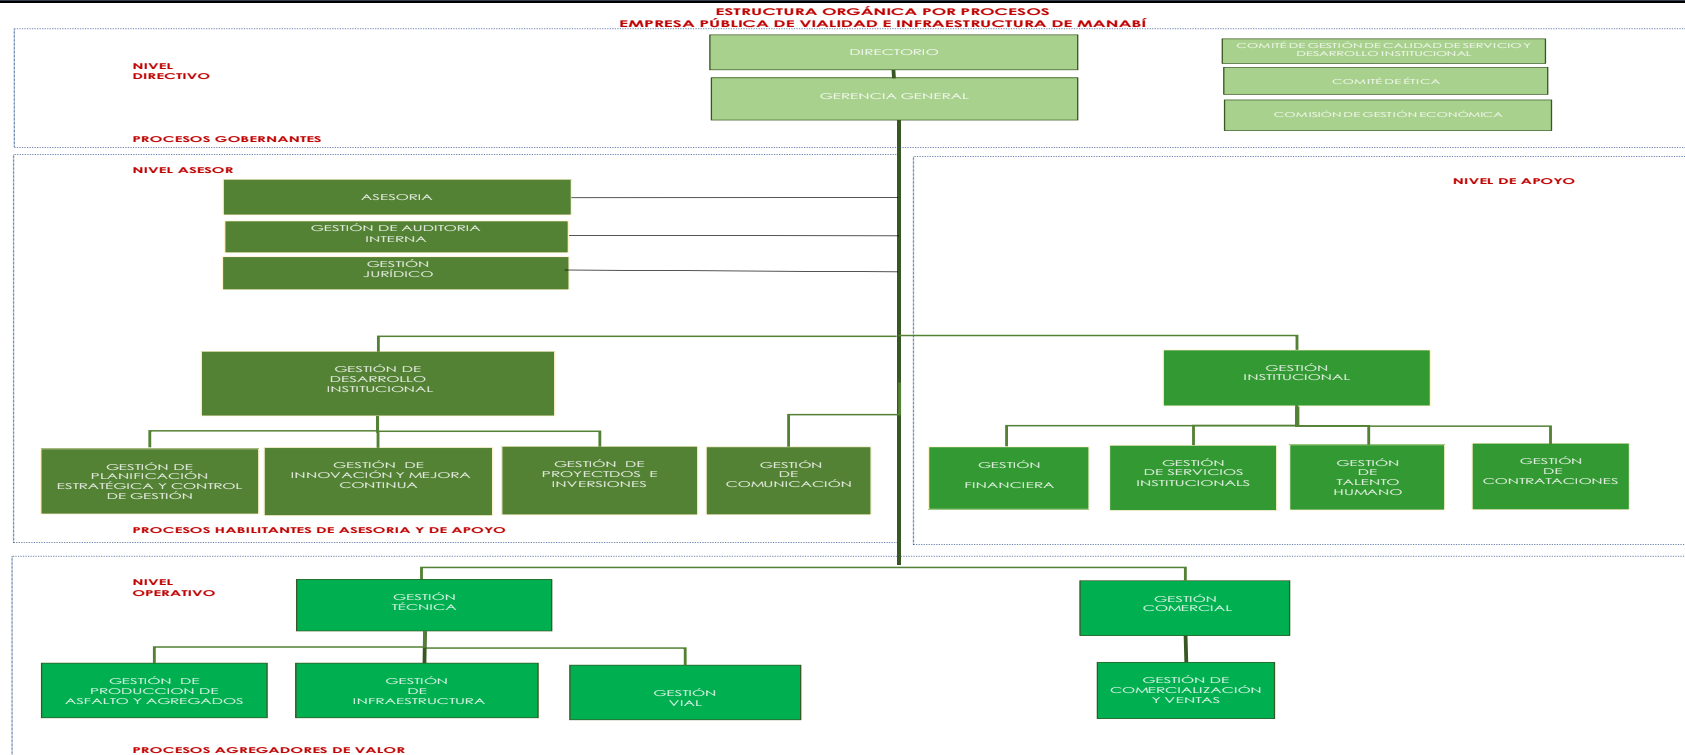 ESTRUCTURA ORGÁNICA POR PROCESOS
EMPRESA PÚBLICA DE VIALIDAD E INFRAESTRUCTURA DE MANABÍ
NIVEL
DIRECTIVO
DIRECTORIO
GERENCIA GENERAL
COMITÉ DE GESTIÓN DE CALIDAD DE SERVICIO Y
DESARROLLO INSTITUCIONAL
COMITÉ DE ÉTICA
COMISIÓN DE GESTIÓN ECONÓMICA
PROCESOS GOBERNANTES
NIVEL ASESOR
NIVEL DE APOYO
ASESORIA
GESTIÓN DE AUDITORIA
INTERNA
GESTIÓN
JURÍDICO
GESTIÓN DE
DESARROLLO
INSTITUCIONAL
GESTIÓN
INSTITUCIONAL
GESTIÓN DE
PLANIFICACIÓN
ESTRATÉGICA Y CONTROL
DE GESTIÓN
GESTIÓN DE
INNOVACIÓN Y MEJORA
CONTINUA
GESTIÓN DE
PROYECTDOS E
INVERSIONES
GESTIÓN
DE
COMUNICACIÓN
GESTIÓN
FINANCIERA
GESTIÓN
DE SERVICIOS
INSTITUCIONALS
GESTIÓN
DE
TALENTO
HUMANO
GESTIÓN
DE
CONTRATACIONES
PROCESOS HABILITANTES DE ASESORIA Y DE APOYO
NIVEL
OPERATIVO
GESTIÓN
TÉCNICA
GESTIÓN
COMERCIAL
GESTIÓN DE
PRODUCCION DE
ASFALTO Y AGREGADOS
GESTIÓN
DE
INFRAESTRUCTURA
GESTIÓN
VIAL
GESTIÓN DE
COMERCIALIZACIÓN
Y VENTAS
PROCESOS AGREGADORES DE VALOR